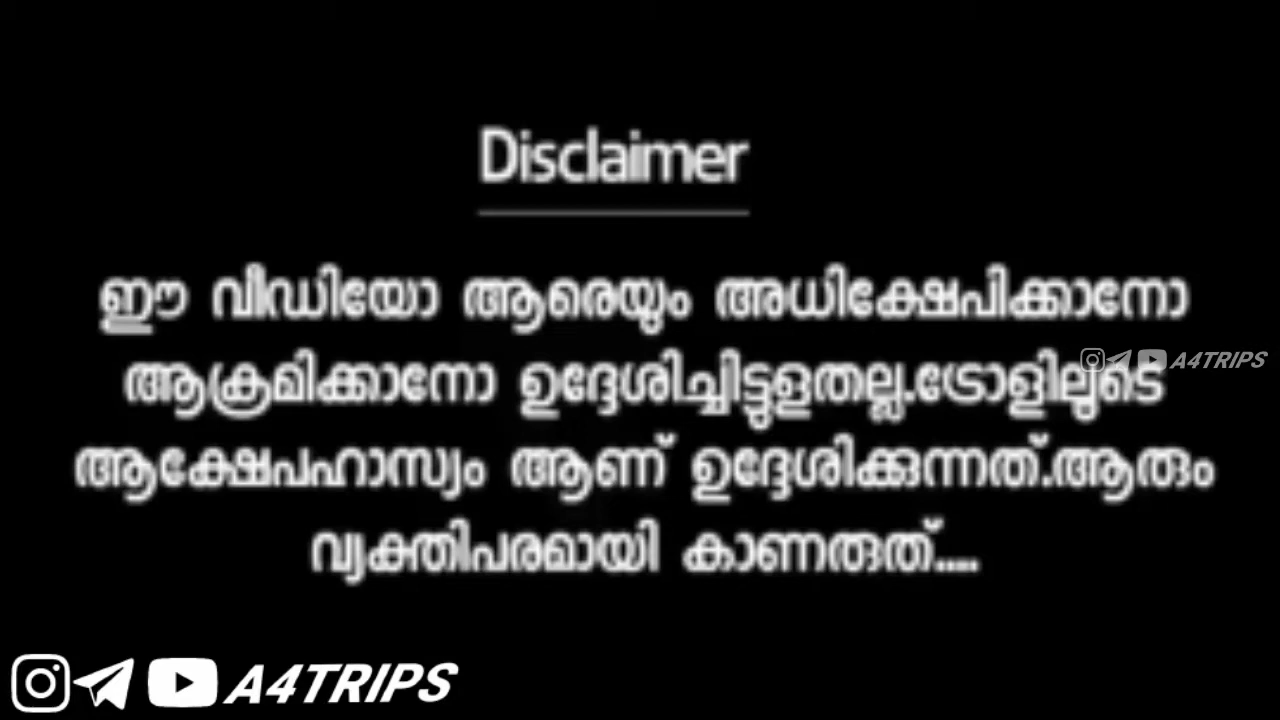 Disclaimer
ഈ വീഡിയോ ആരെയും അധിക്ഷേപിക്കാനോ
ആക്രമിക്കാനോ ഉദ്ദേശിച്ചിട്ടുളതല്ല.ട്രോളിലുടെ
A4TRIPS
ആക്ഷേപഹാസ്യം ആണ് ഉദ്ദേശിക്കുന്നത്.ആരും
വ്യക്തിപരമായി കാണരുത്....
A4TRIPS